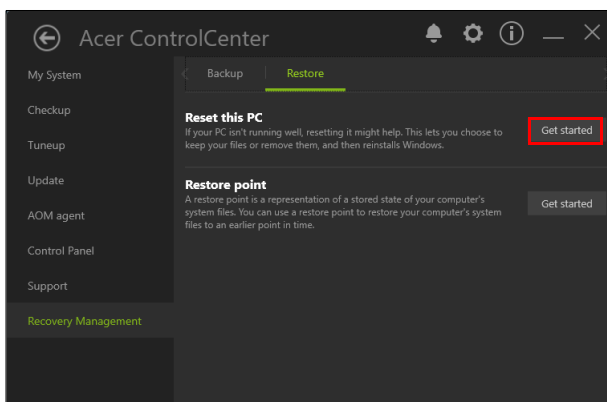 Acer ControlCenter
My System
Checkup
Tuneup
Update
AOM agent
Control Panel
Support
Recovery Management
Backup
Restore
Reset this PC
If your PC isn't running well, resetting it might help. This lets you choose to
keep your files or remove them, and then reinstalls Windows.
Get started
Restore point
A restore point is a representation of a stored state of your computer's
system files. You can use a restore point to restore your computer's system
files to an earlier point in time.
Get started